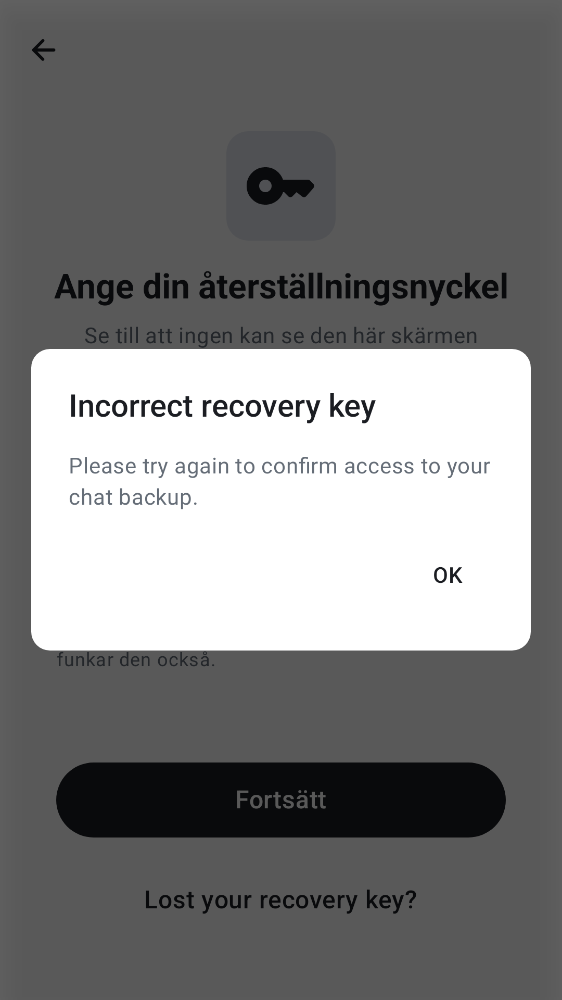 Ange din återställningsnyckel
Se till att ingen kan se den här skärmen
Incorrect recovery key
Please try again to confirm access to your
chat backup.
OK
funkar den också.
Fortsätt
Lost your recovery key?